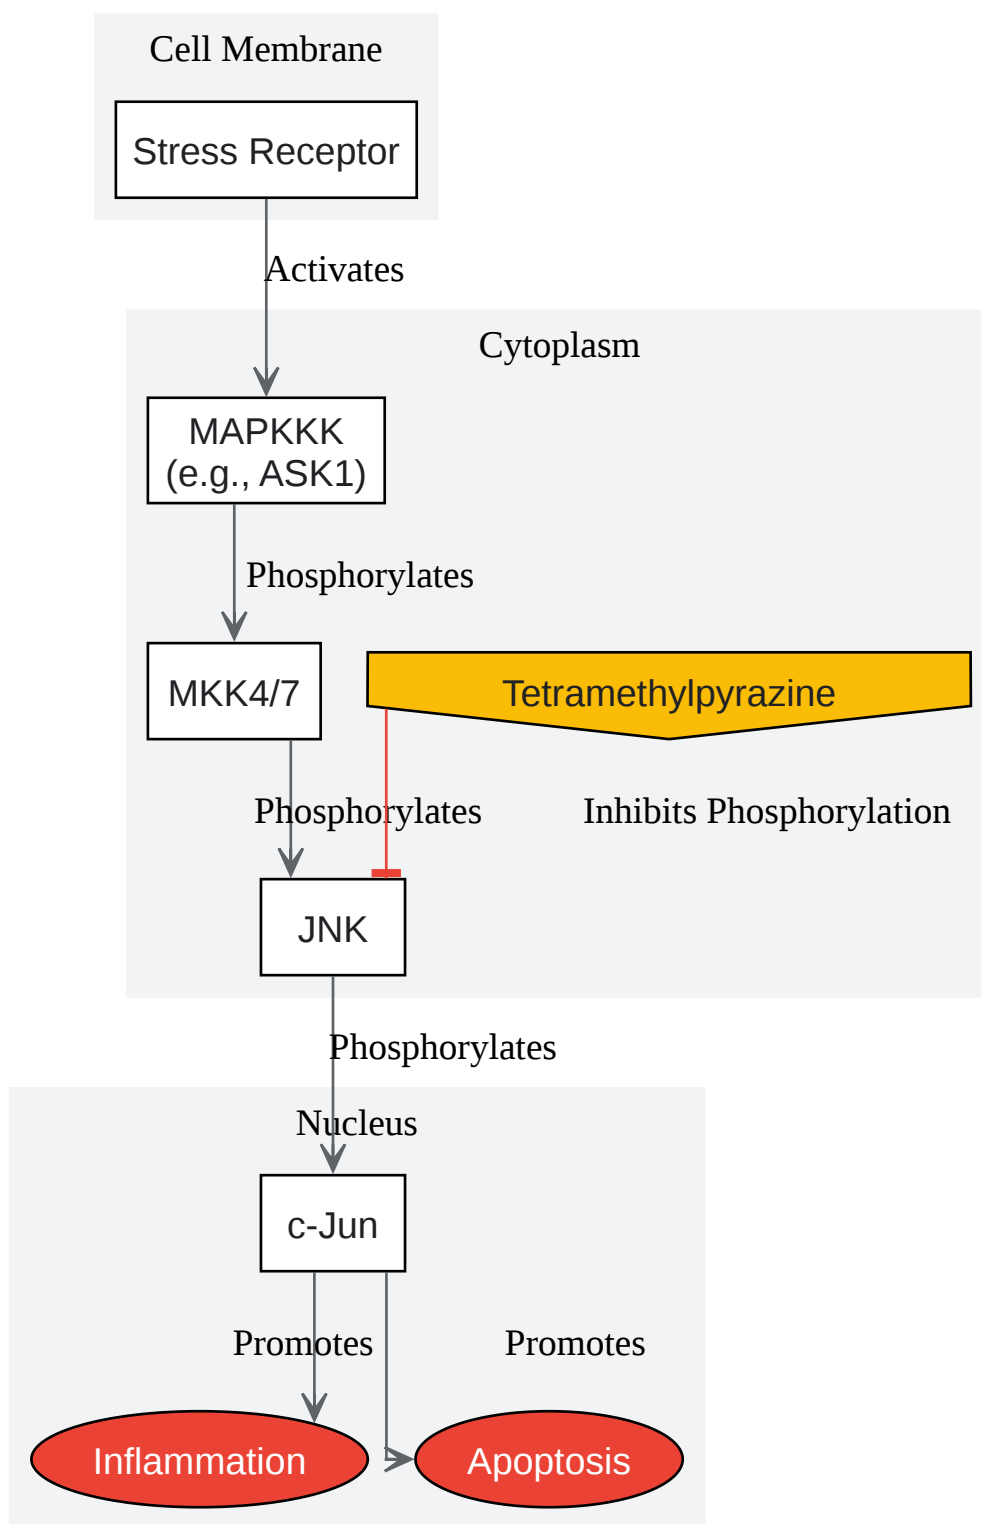 Cell Membrane
Stress Receptor
Activates
Cytoplasm
MAPKKK
(e.g., ASK1)
Phosphorylates
MKK4/7
Tetramethylpyrazine
Phosphorylates
Inhibits Phosphorylation
JNK
Phosphorylates
Nucleus
c-Jun
Promotes
Promotes
Inflammation
Apoptosis